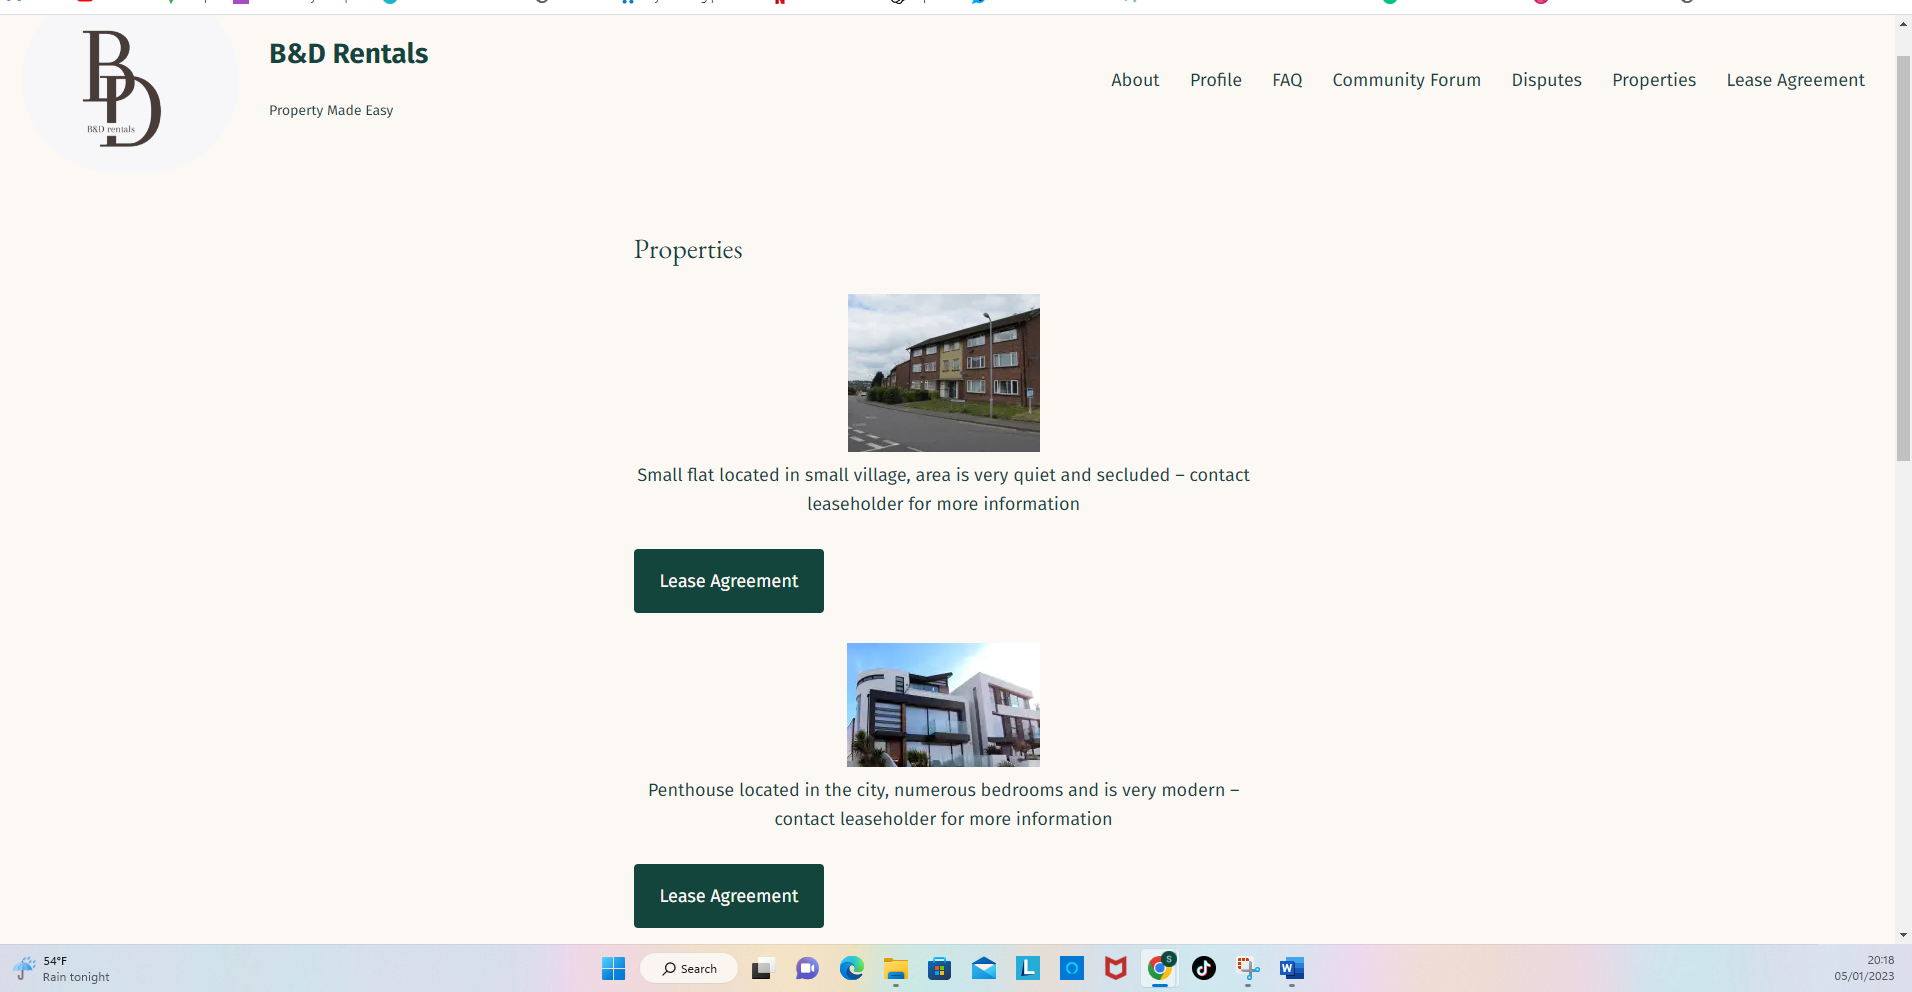 B
D
B&D rentals
B&D Rentals
Property Made Easy
About Profile FAQ Community Forum Disputes Properties Lease Agreement
Properties
Small flat located in small village, area is very quiet and secluded – contact
leaseholder for more information
Lease Agreement
Penthouse located in the city, numerous bedrooms and is very modern –
contact leaseholder for more information
Lease Agreement
54°F
Rain tonight
Search
L
S
W
20:18
05/01/2023